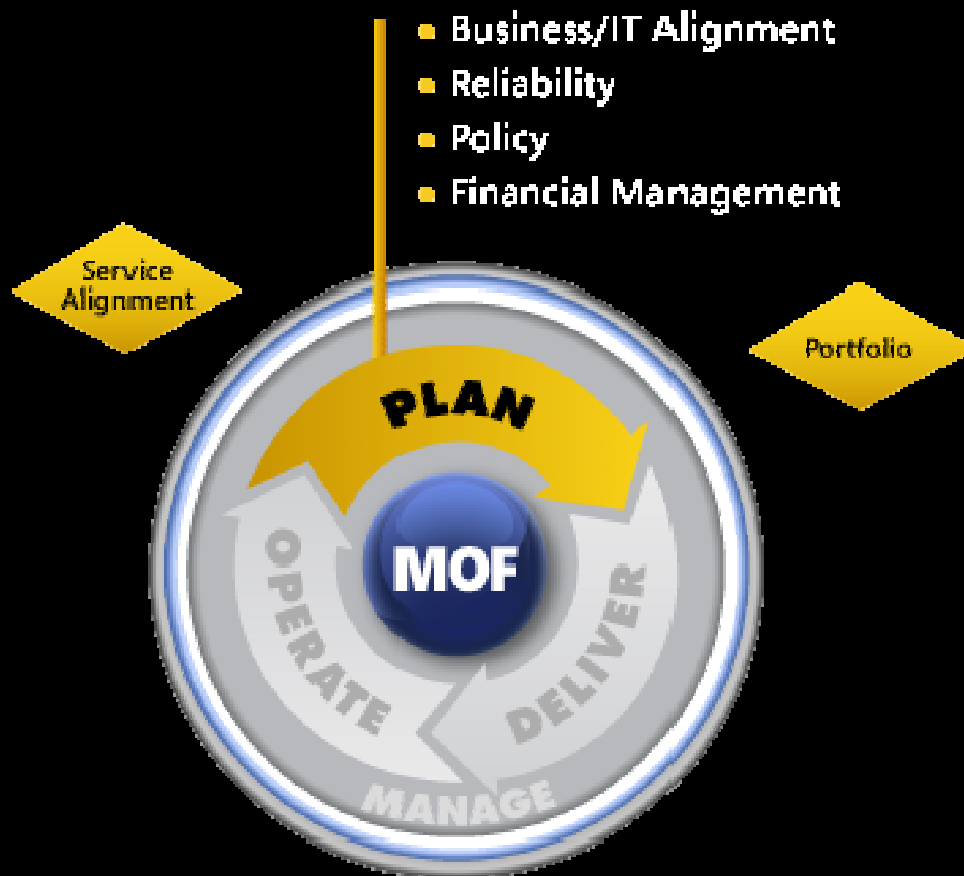 Business/IT Alignment
Reliability
Policy
Financial Management
Service
Alignment
Portfolio
PLAN
MOF
OPERATE
DELIVER
MANAGE